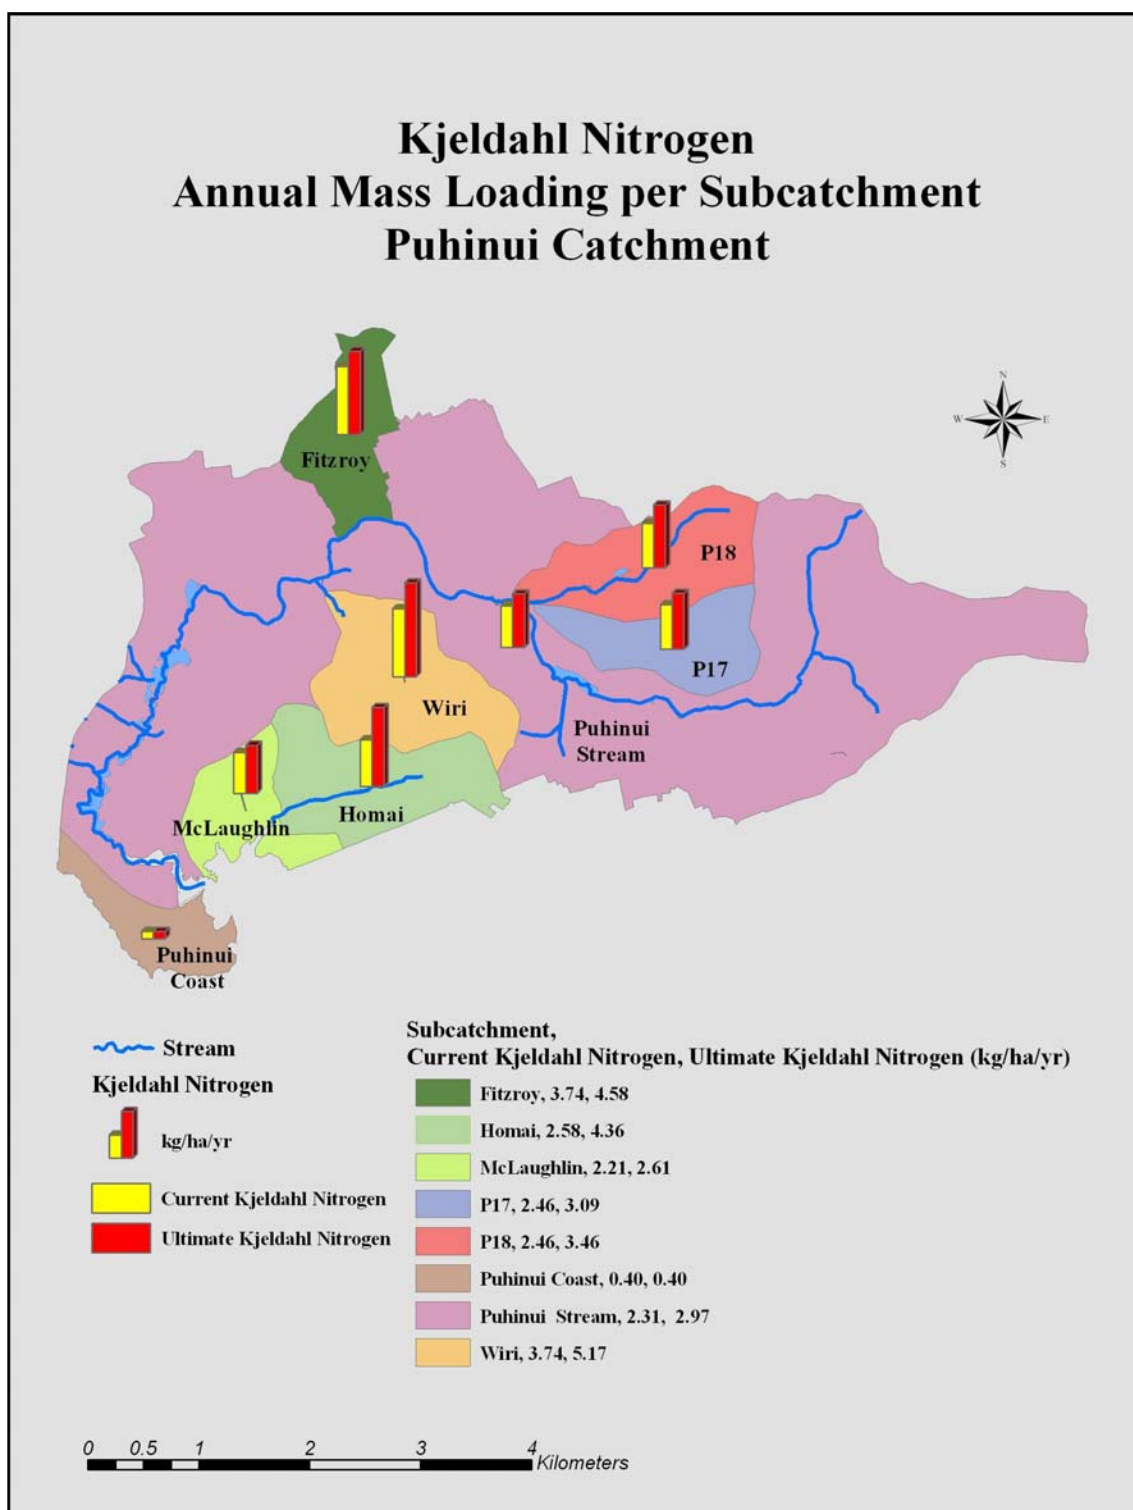 Kjeldahl Nitrogen
Annual Mass Loading per Subcatchment
Puhinui Catchment
N
W
E
S
Fitzroy
P18
P17
Wiri
Puhinui
Stream
McLaughlin
Homai
Puhinui
Coast
Stream
Kjeldahl Nitrogen
kg/ha/yr
Current Kjeldahl Nitrogen
Ultimate Kjeldahl Nitrogen
Subcatchment,
Current Kjeldahl Nitrogen, Ultimate Kjeldahl Nitrogen (kg/ha/yr)
Fitzroy, 3.74, 4.58
Homai, 2.58, 4.36
McLaughlin, 2.21, 2.61
P17, 2.46, 3.09
P18, 2.46, 3.46
Puhinui Coast, 0.40, 0.40
Puhinui Stream, 2.31, 2.97
Wiri, 3.74, 5.17
0 0.5 1 2 3 4
Kilometers